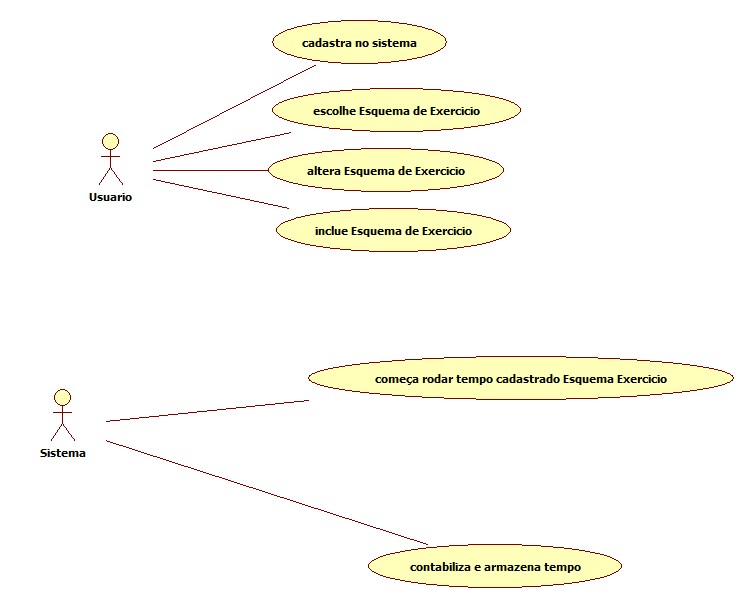 cadastra no sistema
escolhe Esquema de Exercicio
altera Esquema de Exercicio
Usuario
inclue Esquema de Exercicio
começa rodar tempo cadastrado Esquema Exercicio
Sistema
contabiliza e armazena tempo